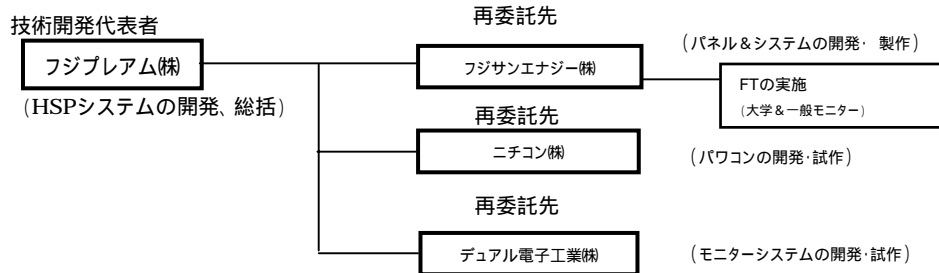 再委託先
技術開発代表者
フジプレアム㈱
(HSPシステムの開発、総括)
フジサンエナジー㈱
(パネル&システムの開発・ 製作)
FTの実施
(大学&一般モニター)
再委託先
ニチコン㈱
(パワコンの開発・試作)
再委託先
デュアル電子工業㈱
(モニターシステムの開発・試作)